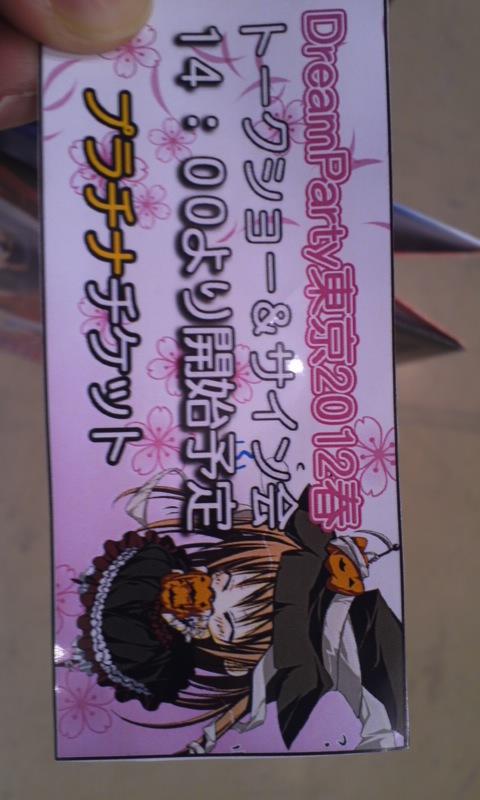 DreamParty東京2012春
トークショー&サイン会
14:00より開始予定
プラチナチケット